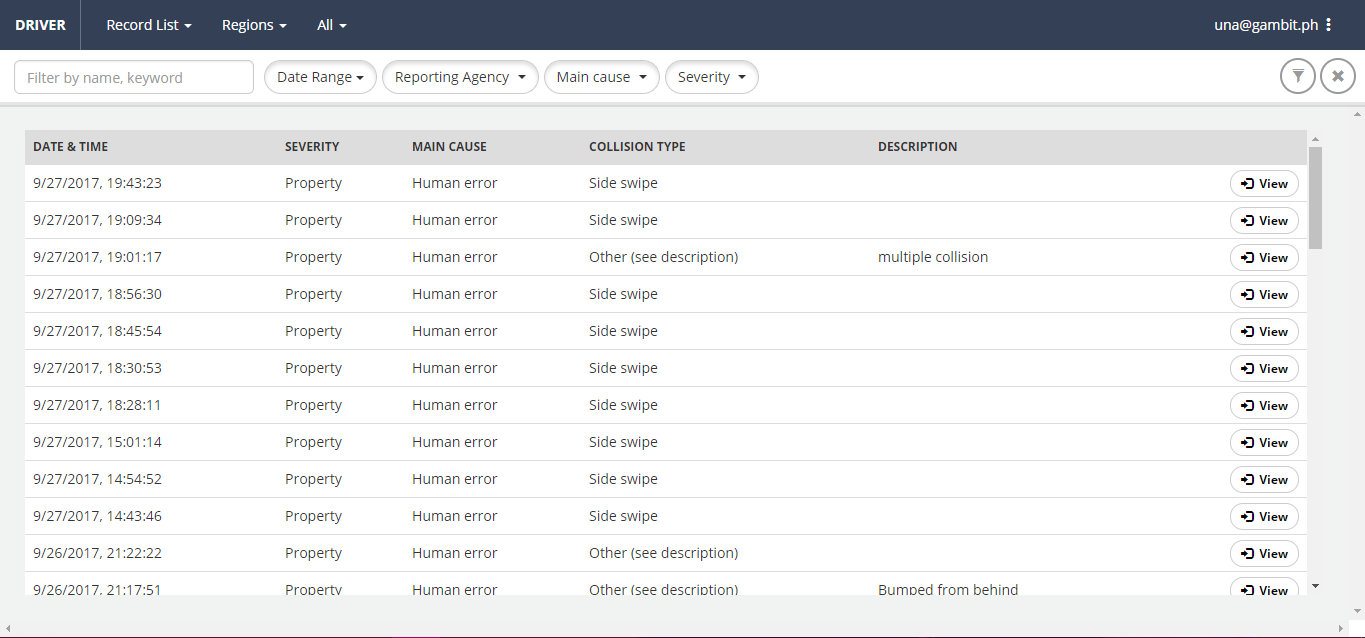 DRIVER Record List Regions All una@gambit.ph
Filter by name, keyword Date Range Reporting Agency Main cause Severity
DATE & TIME SEVERITY MAIN CAUSE COLLISION TYPE DESCRIPTION
9/27/2017, 19:43:23 Property Human error Side swipe View
9/27/2017, 19:09:34 Property Human error Side swipe View
9/27/2017, 19:01:17 Property Human error Other (see description) multiple collision View
9/27/2017, 18:56:30 Property Human error Side swipe View
9/27/2017, 18:45:54 Property Human error Side swipe View
9/27/2017, 18:30:53 Property Human error Side swipe View
9/27/2017, 18:28:11 Property Human error Side swipe View
9/27/2017, 15:01:14 Property Human error Side swipe View
9/27/2017, 14:54:52 Property Human error Side swipe View
9/27/2017, 14:43:46 Property Human error Side swipe View
9/26/2017, 21:22:22 Property Human error Other (see description) View
9/26/2017, 21:17:51 Property Human error Other (see description) Bumped from behind View